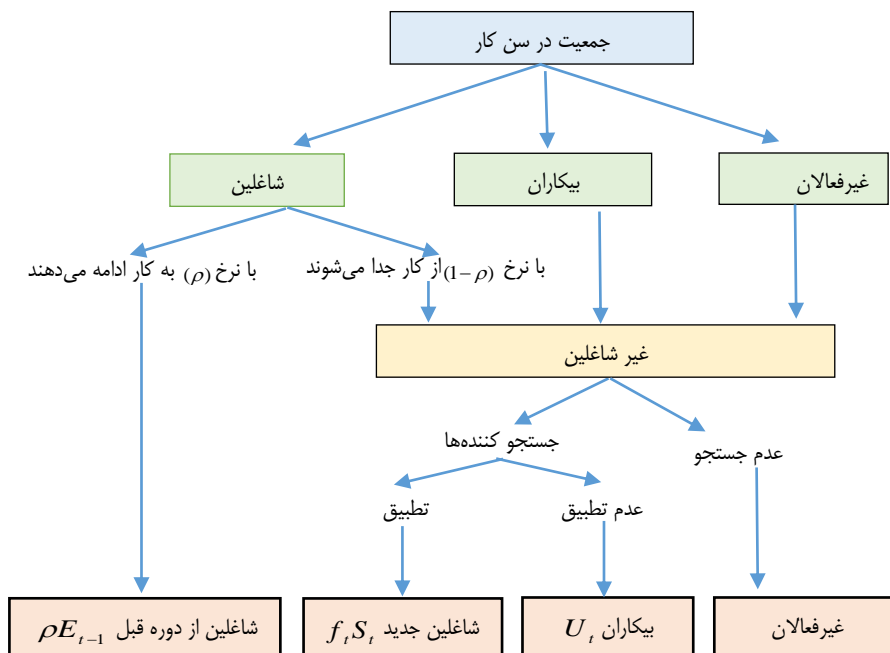 جمعیت در سن کار
غیرفعالان
بیکاران
شاغلین
با نرخ (1−ρ) از کار جدا می‌شوند
با نرخ (ρ) به کار ادامه می‌دهند
غیر شاغلین
جستجو کننده‌ها
عدم جستجو
عدم تطبیق
تطبیق
غیرفعالان
بیکاران U_t
شاغلین جدید f_t S_t
شاغلین از دوره قبل ρE_{t−1}